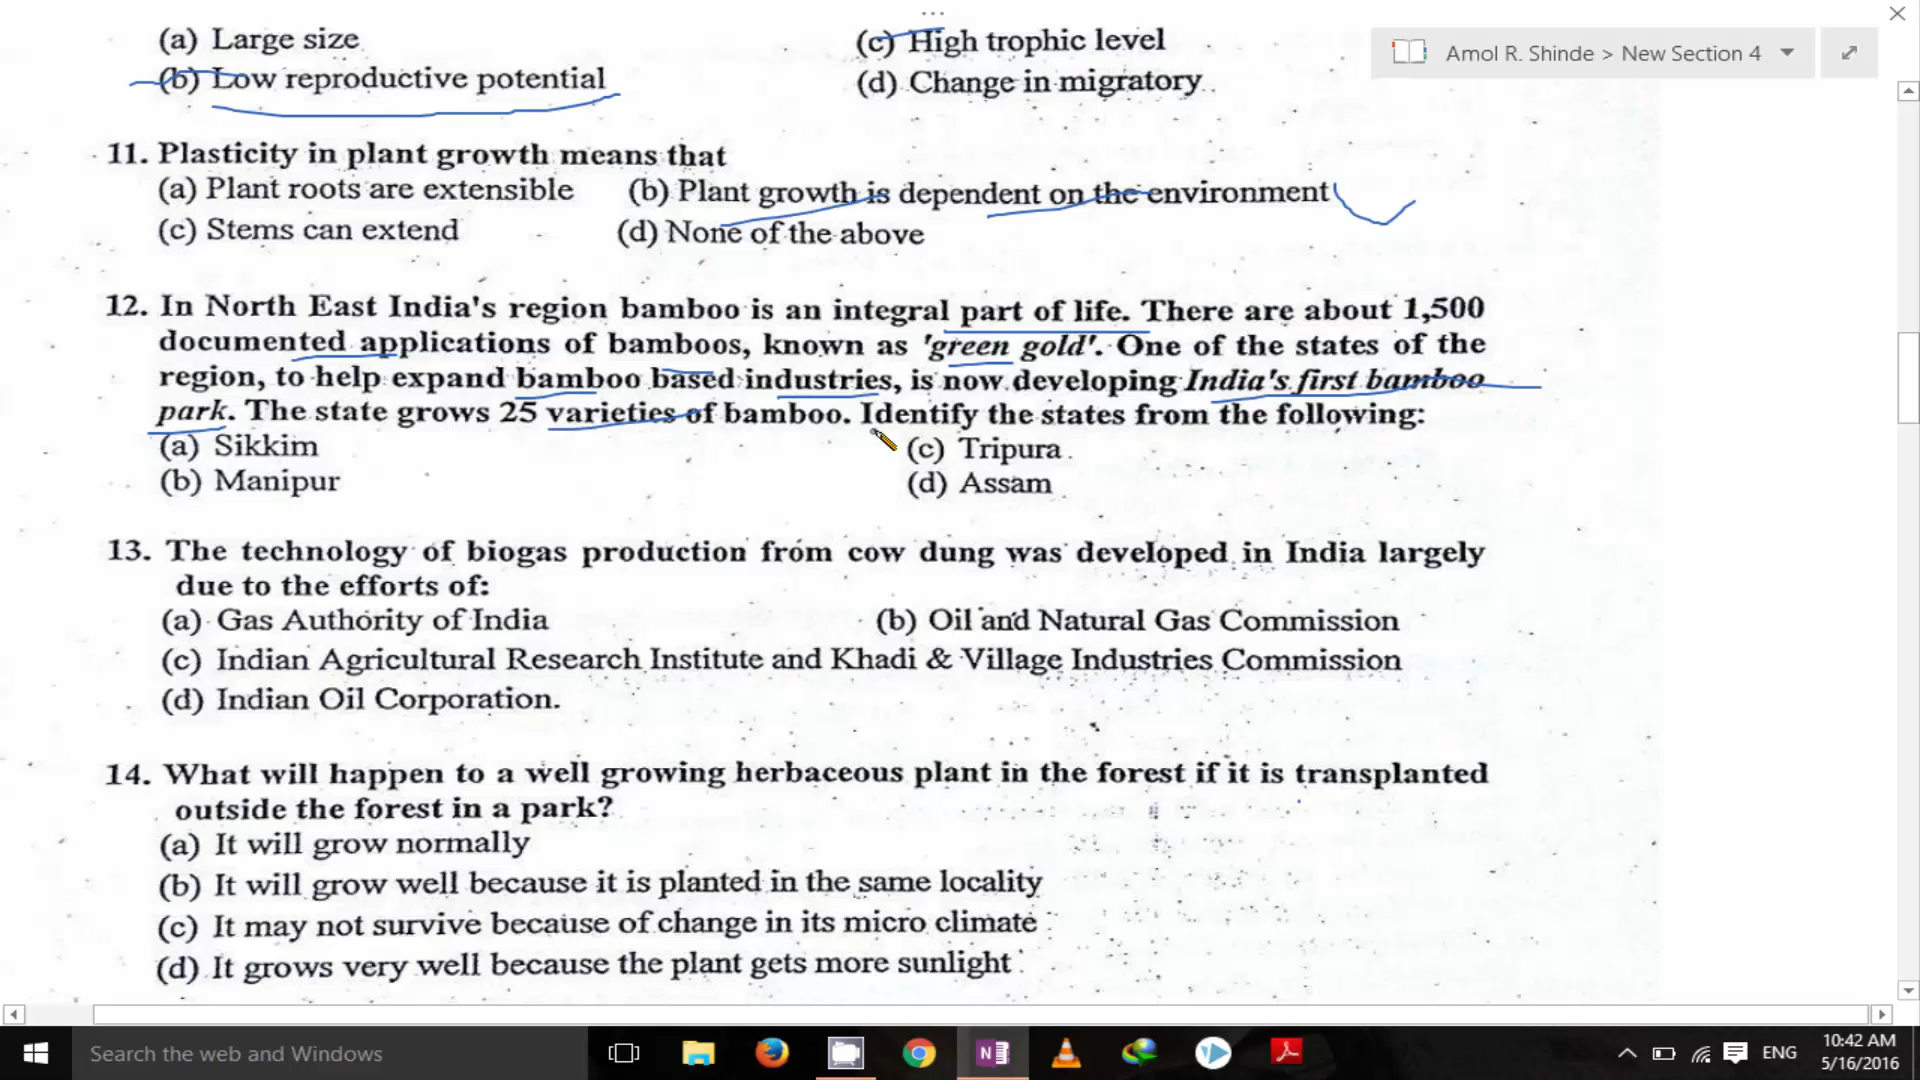 (a) Large size
(c) High trophic level
(b) Low reproductive potential
(d) Change in migratory
Amol R. Shinde > New Section 4
11. Plasticity in plant growth means that
(a) Plant roots are extensible (b) Plant growth is dependent on the environment
(c) Stems can extend (d) None of the above
12. In North East India's region bamboo is an integral part of life. There are about 1,500
documented applications of bamboos, known as 'green gold'. One of the states of the
region, to help expand bamboo based industries, is now developing India's first bamboo
park. The state grows 25 varieties of bamboo. Identify the states from the following:
(a) Sikkim (c) Tripura
(b) Manipur (d) Assam
13. The technology of biogas production from cow dung was developed in India largely
due to the efforts of:
(a) Gas Authority of India (b) Oil and Natural Gas Commission
(c) Indian Agricultural Research Institute and Khadi & Village Industries Commission
(d) Indian Oil Corporation.
14. What will happen to a well growing herbaceous plant in the forest if it is transplanted
outside the forest in a park?
(a) It will grow normally
(b) It will grow well because it is planted in the same locality
(c) It may not survive because of change in its micro climate
(d) It grows very well because the plant gets more sunlight
Search the web and Windows
N
ENG
10:42 AM
5/16/2016